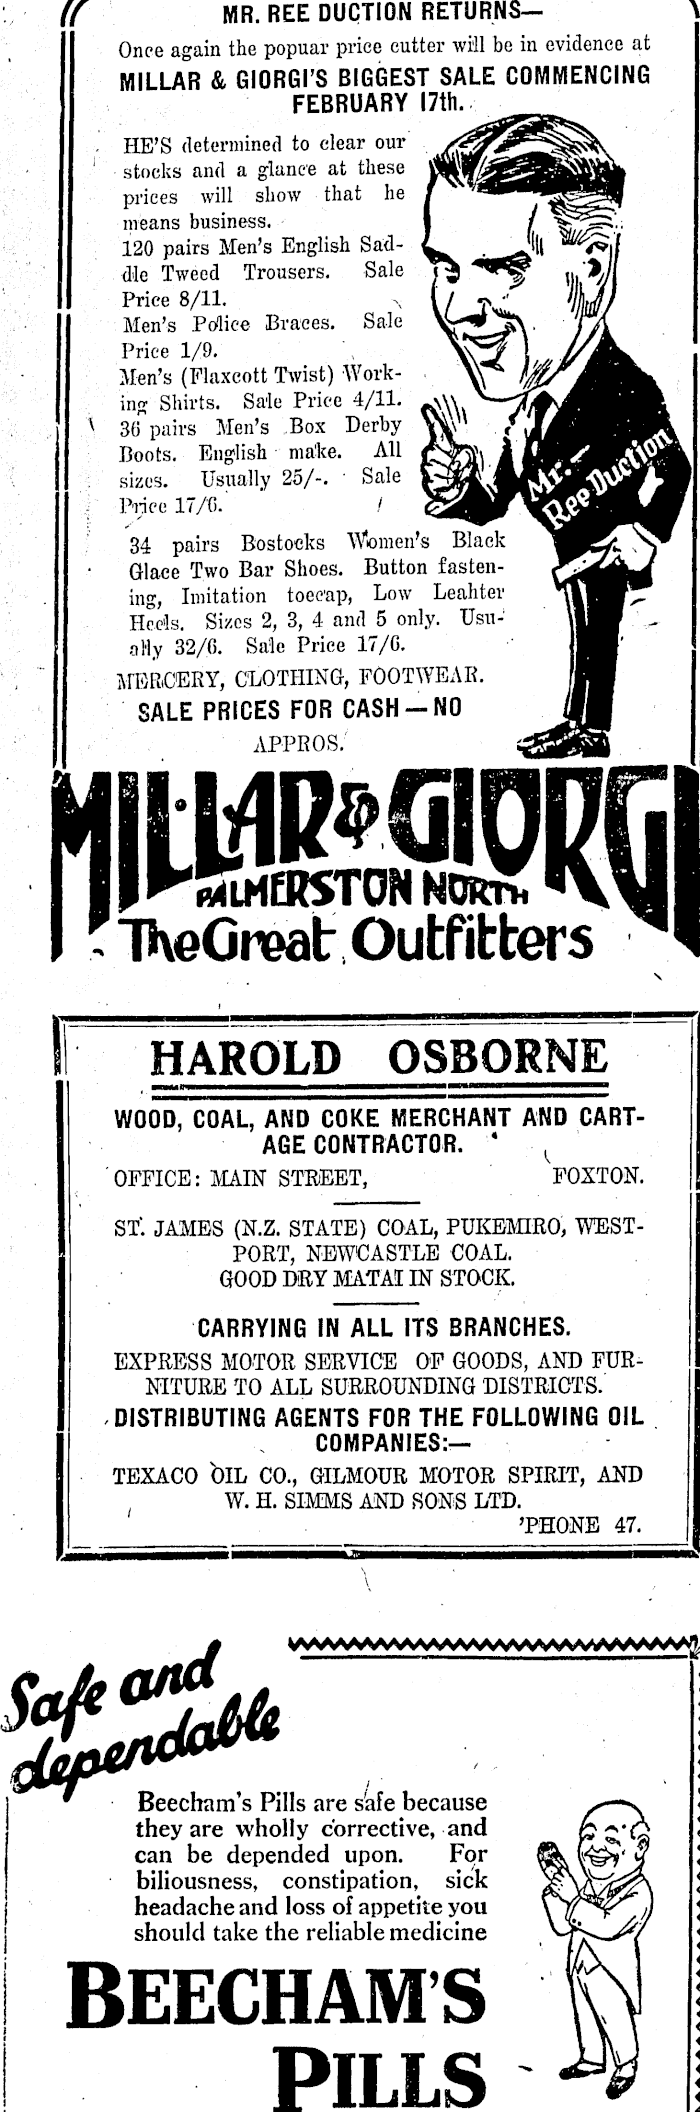 MR. REE DUCTION RETURNS—
Once again the popuar price cutter will be in evidence at
MILLAR & GIORGI'S BIGGEST SALE COMMENCING
FEBRUARY 17th.
HE'S determined to clear our
stocks and a glance at these
prices will show that he
means business.
120 pairs Men's English Sad-
dle Tweed Trousers. Sale
Price 8/11.
Men's Police Braces. Sale
Price 1/9.
Men's (Flaxcott Twist) Work-
ing Shirts. Sale Price 4/11.
36 pairs Men's Box Derby
Boots. English make. All
sizes. Usually 25/-. Sale
Price 17/6.
Mr.—
Ree Duction
34 pairs Bostocks Women's Black
Glace Two Bar Shoes. Button fasten-
ing, Imitation toecap, Low Leahter
Heels. Sizes 2, 3, 4 and 5 only. Usu-
ally 32/6. Sale Price 17/6.
MERCERY, CLOTHING, FOOTWEAR.
SALE PRICES FOR CASH — NO
APPROS.
MILLAR & GIORGI
PALMERSTON NORTH
The Great Outfitters
HAROLD OSBORNE
WOOD, COAL, AND COKE MERCHANT AND CART-
AGE CONTRACTOR.
OFFICE: MAIN STREET, FOXTON.
ST. JAMES (N.Z. STATE) COAL, PUKEMIRO, WEST-
PORT, NEWCASTLE COAL.
GOOD DRY MATAI IN STOCK.
CARRYING IN ALL ITS BRANCHES.
EXPRESS MOTOR SERVICE OF GOODS, AND FUR-
NITURE TO ALL SURROUNDING DISTRICTS.
DISTRIBUTING AGENTS FOR THE FOLLOWING OIL
COMPANIES:—
TEXACO OIL CO., GILMOUR MOTOR SPIRIT, AND
W. H. SIMMS AND SONS LTD.
'PHONE 47.
Safe and
dependable
Beecham's Pills are safe because
they are wholly corrective, and
can be depended upon. For
biliousness, constipation, sick
headache and loss of appetite you
should take the reliable medicine
BEECHAM'S
PILLS